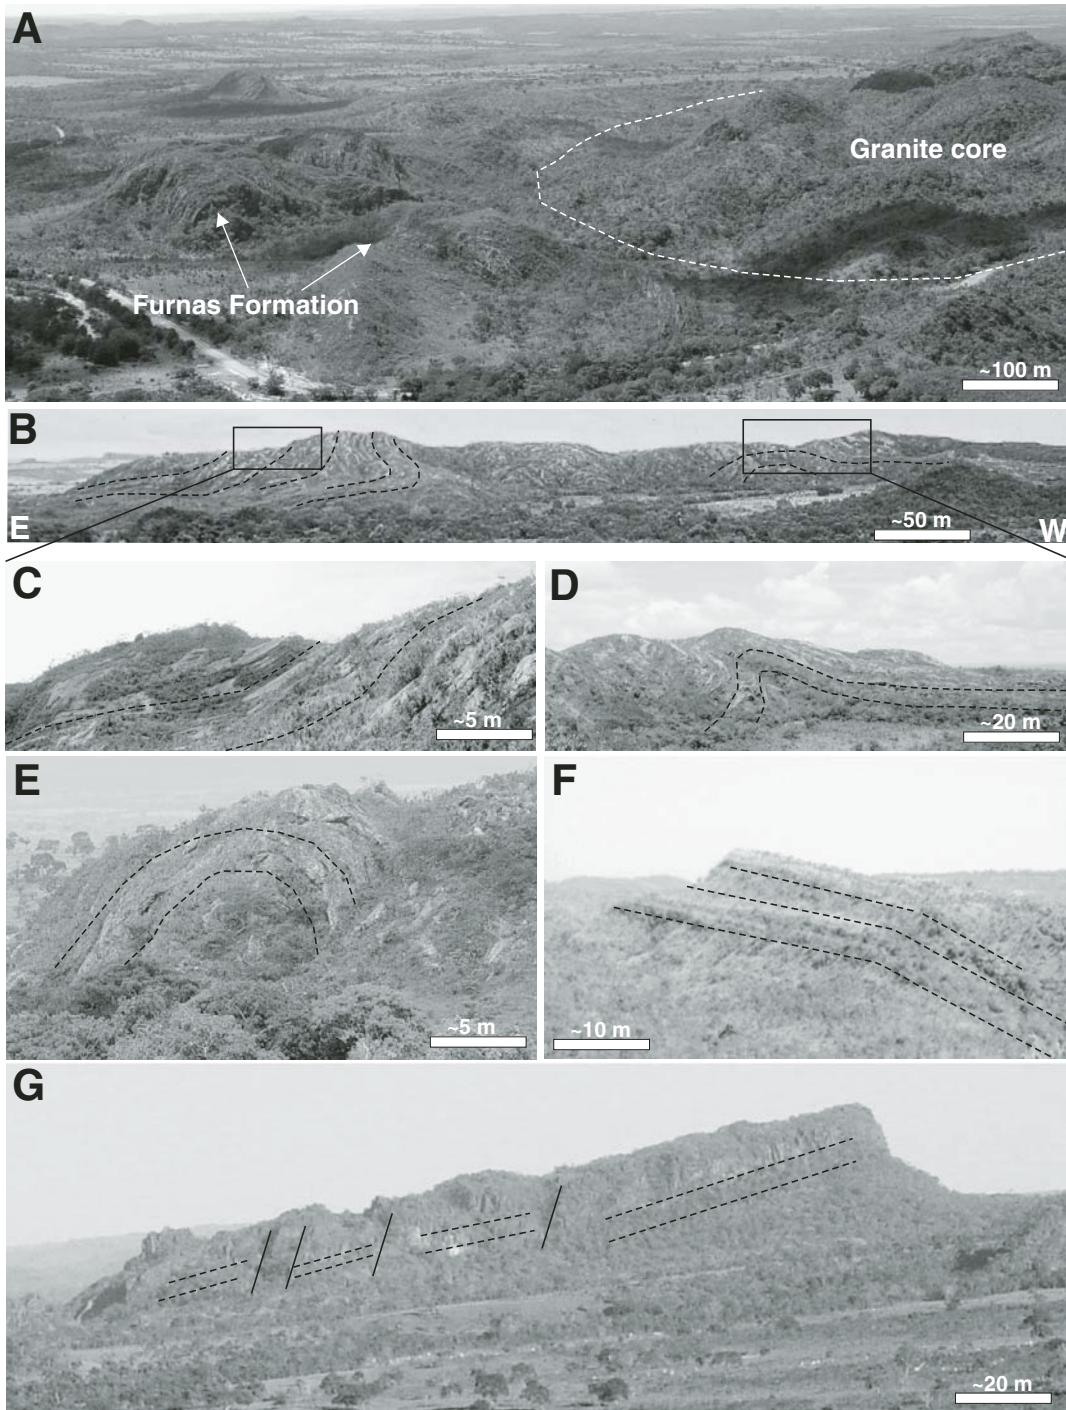 A
Granite core
Furnas Formation
~100 m
B
E
~50 m
W
C
~5 m
D
~20 m
E
~5 m
F
~10 m
G
~20 m